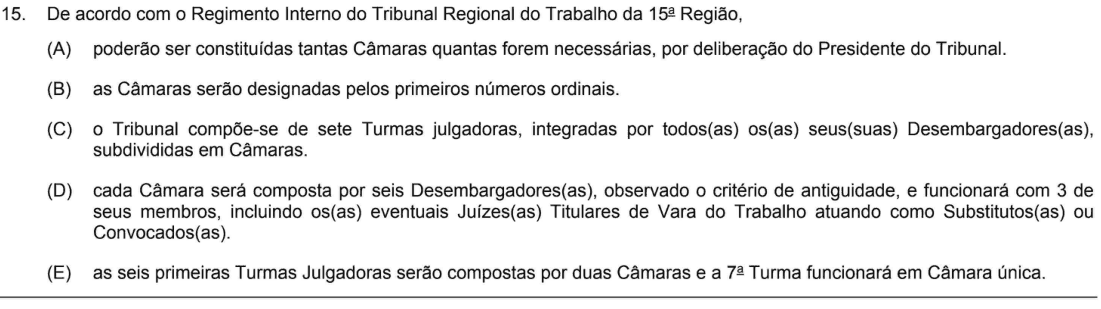 15. De acordo com o Regimento Interno do Tribunal Regional do Trabalho da 15ª Região,
(A) poderão ser constituídas tantas Câmaras quantas forem necessárias, por deliberação do Presidente do Tribunal.
(B) as Câmaras serão designadas pelos primeiros números ordinais.
(C) o Tribunal compõe-se de sete Turmas julgadoras, integradas por todos(as) os(as) seus(suas) Desembargadores(as),
subdivididas em Câmaras.
(D) cada Câmara será composta por seis Desembargadores(as), observado o critério de antiguidade, e funcionará com 3 de
seus membros, incluindo os(as) eventuais Juízes(as) Titulares de Vara do Trabalho atuando como Substitutos(as) ou
Convocados(as).
(E) as seis primeiras Turmas Julgadoras serão compostas por duas Câmaras e a 7ª Turma funcionará em Câmara única.